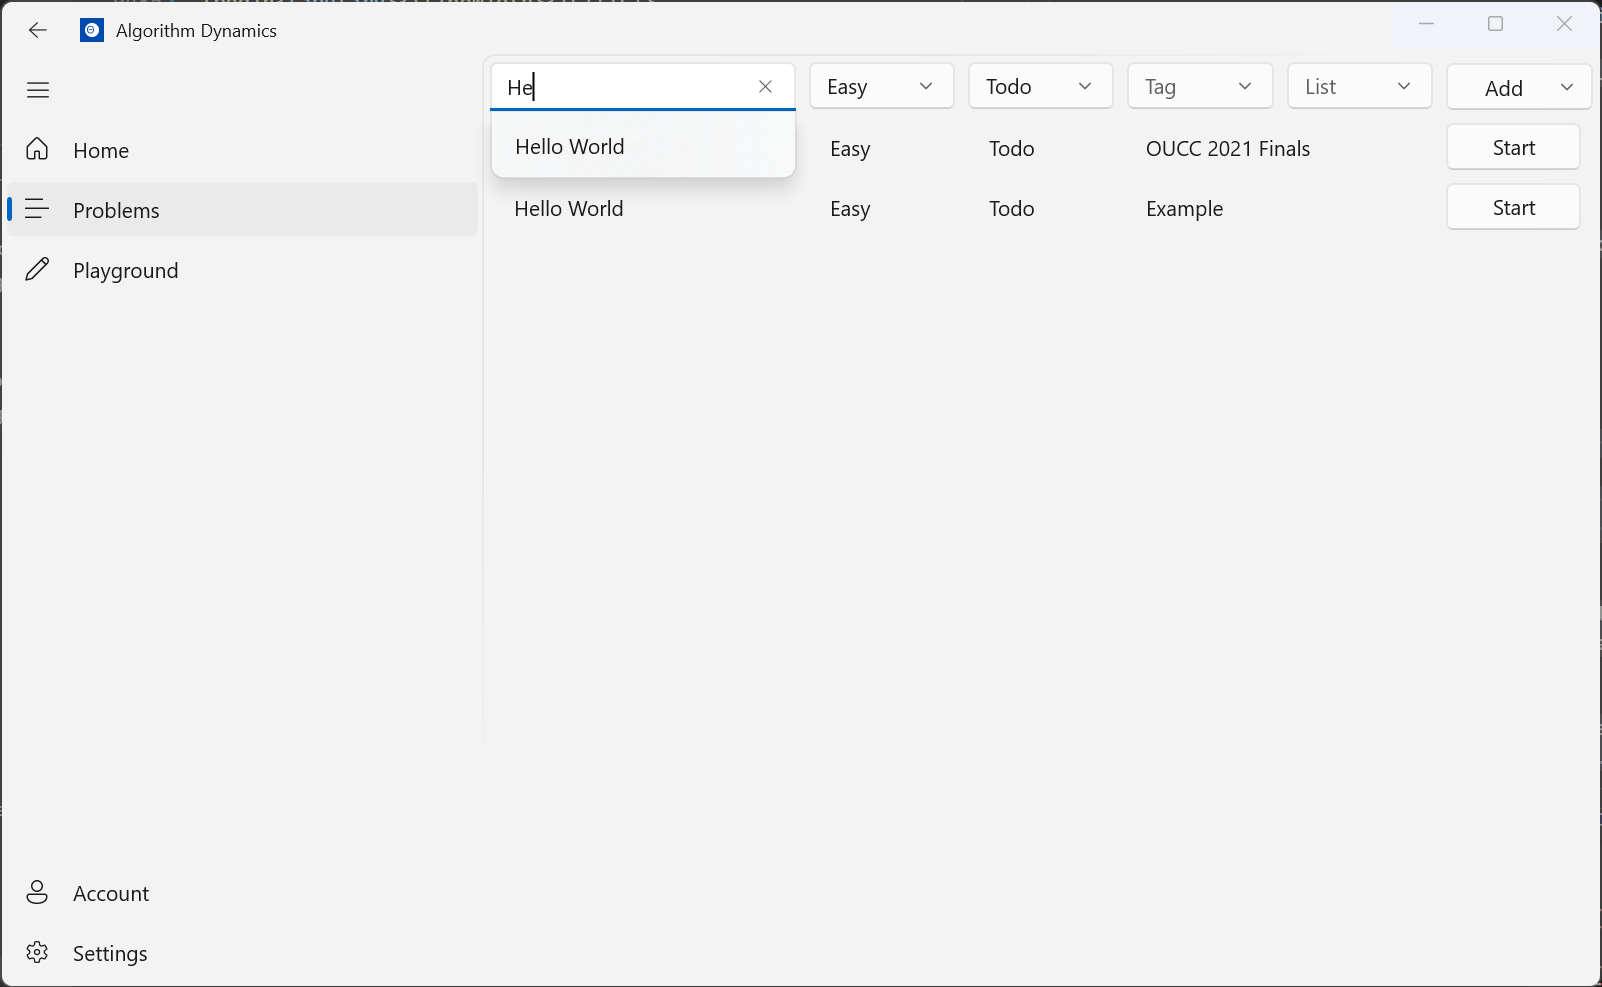 Algorithm Dynamics
He
Easy
Todo
Tag
List
Add
Home
Problems
Playground
Hello World
Easy
Todo
OUCC 2021 Finals
Start
Hello World
Easy
Todo
Example
Start
Account
Settings